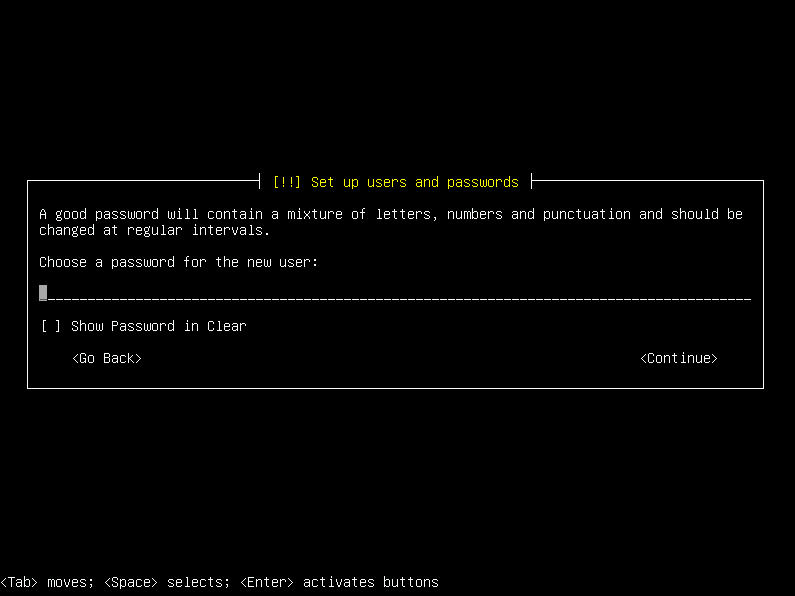 [!!] Set up users and passwords
A good password will contain a mixture of letters, numbers and punctuation and should be
changed at regular intervals.
Choose a password for the new user:
[ ] Show Password in Clear
<Go Back> <Continue>
<Tab> moves; <Space> selects; <Enter> activates buttons